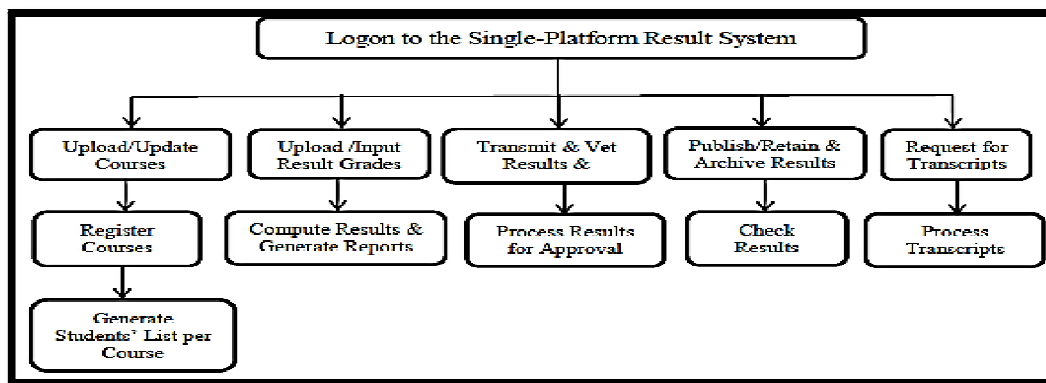 Logon to the Single-Platform Result System
Upload/Update
Courses
Upload /Input
Result Grades
Transmit & Vet
Results &
Publish/Retain &
Archive Results
Request for
Transcripts
Register
Courses
Compute Results &
Generate Reports
Process Results
for Approval
Check
Results
Process
Transcripts
Generate
Students' List per
Course